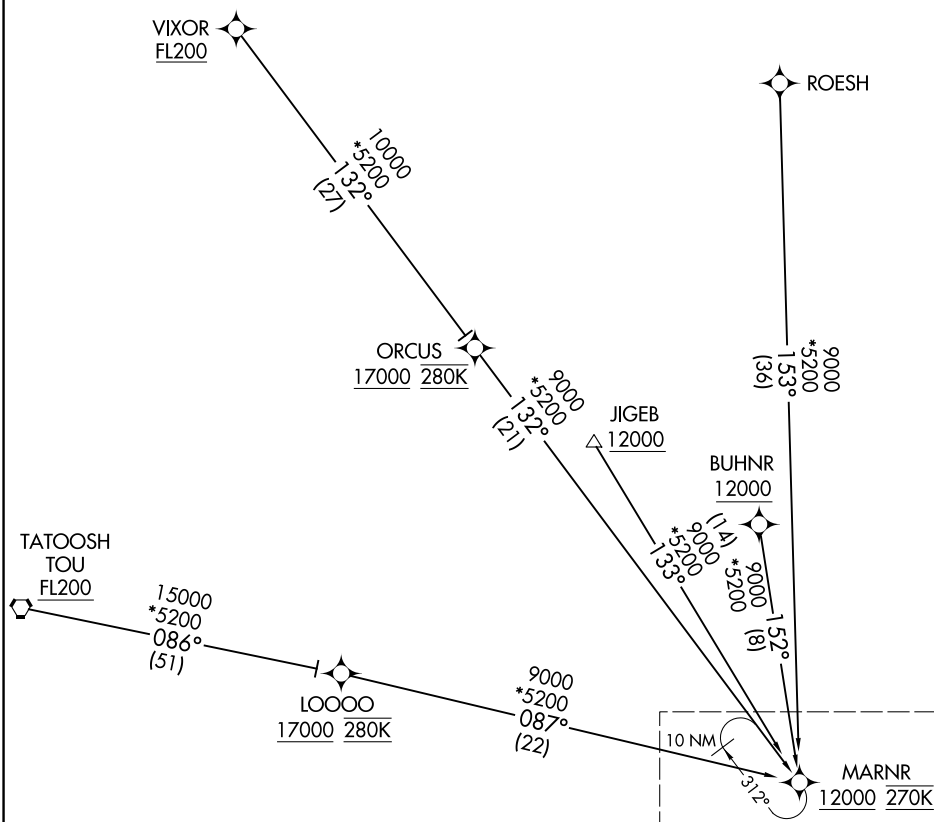 VIXOR
FL200
ROESH
10000
*5200
132°
(27)
ORCUS
17000 280K
9000
*5200
132°
(21)
9000
*5200
153°
(36)
JIGEB
12000
BUHNR
12000
(14)
9000
*5200
133°
9000
*5200
152°
(8)
TATOOSH
TOU
FL200
15000
*5200
086°
(51)
LOOOO
17000 280K
9000
*5200
087°
(22)
10 NM
312°
MARNR
12000 270K